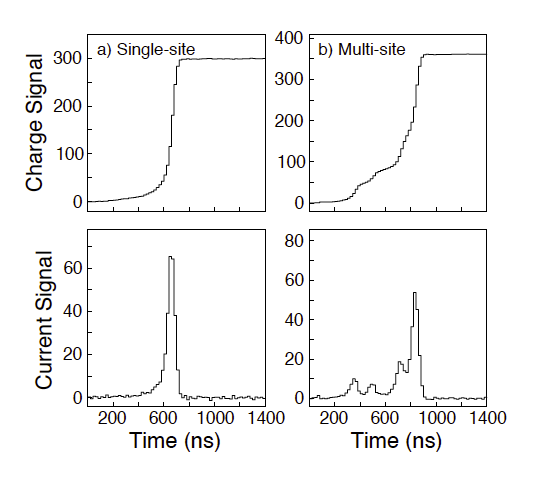 a) Single-site
b) Multi-site
Charge Signal
300
200
100
0
400
300
200
100
0
Current Signal
60
40
20
0
80
60
40
20
0
200 600 1000 1400
200 600 1000 1400
Time (ns)
Time (ns)